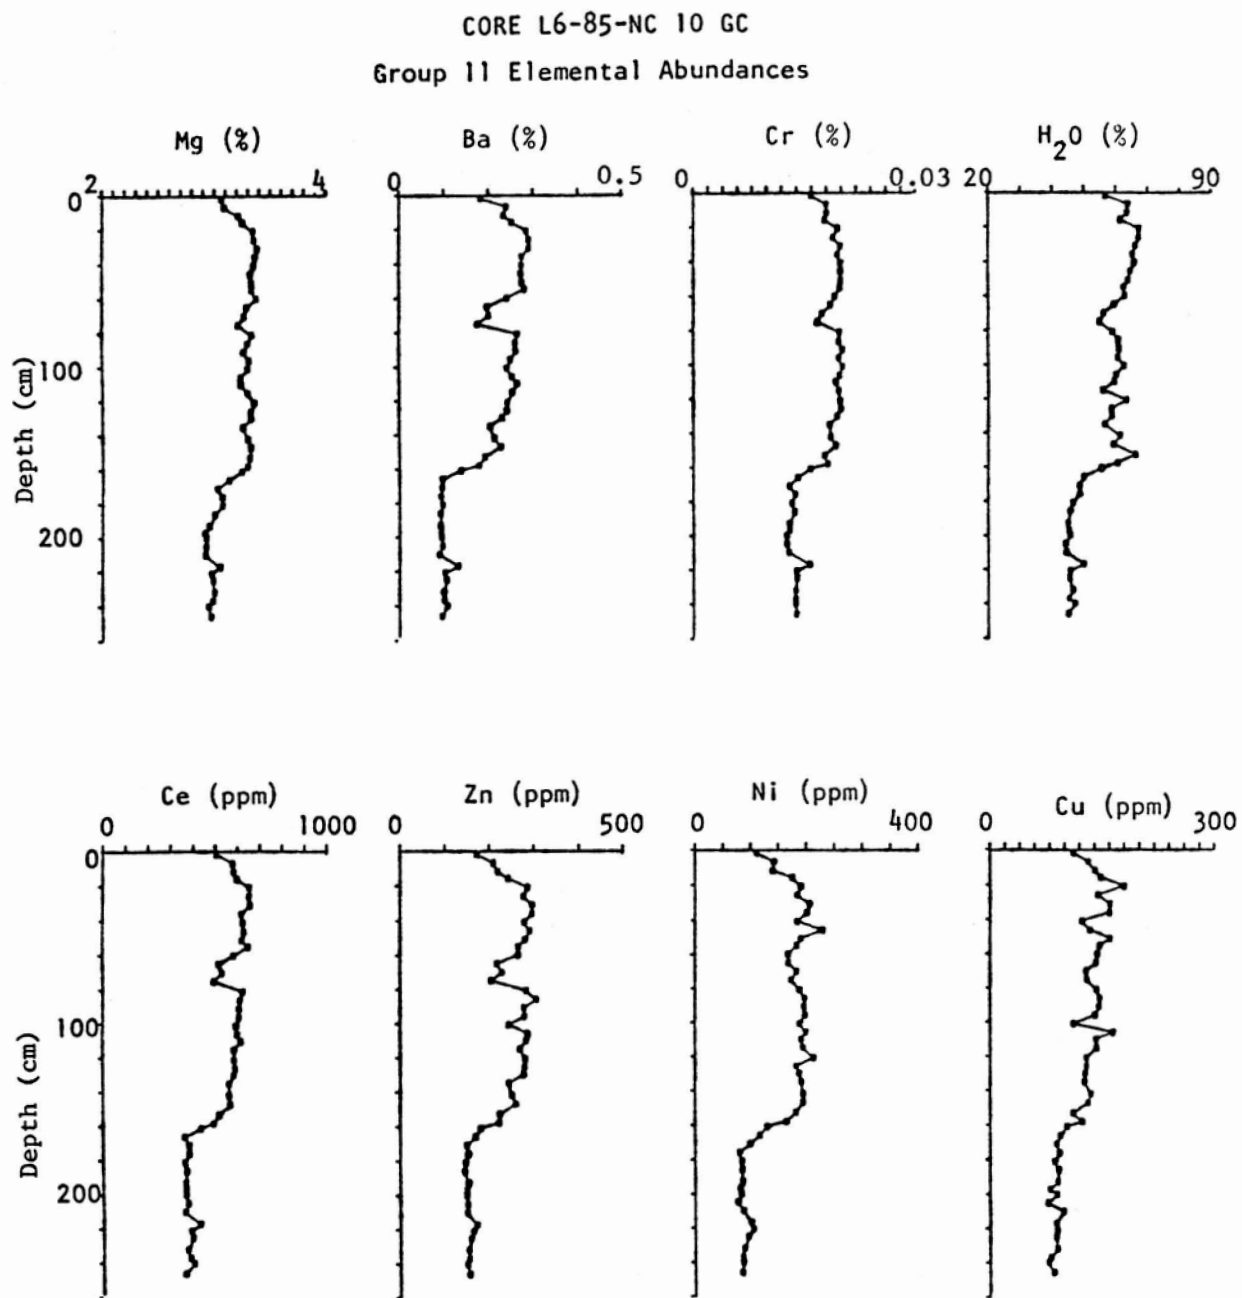 CORE L6-85-NC 10 GC
Group 11 Elemental Abundances
Mg (%) Ba (%) Cr (%) H2O (%)
2 4 0 0.5 0 0.03 20 90
0
100
200
Depth (cm)
Ce (ppm) Zn (ppm) Ni (ppm) Cu (ppm)
0 1000 0 500 0 400 0 300
0
100
200
Depth (cm)